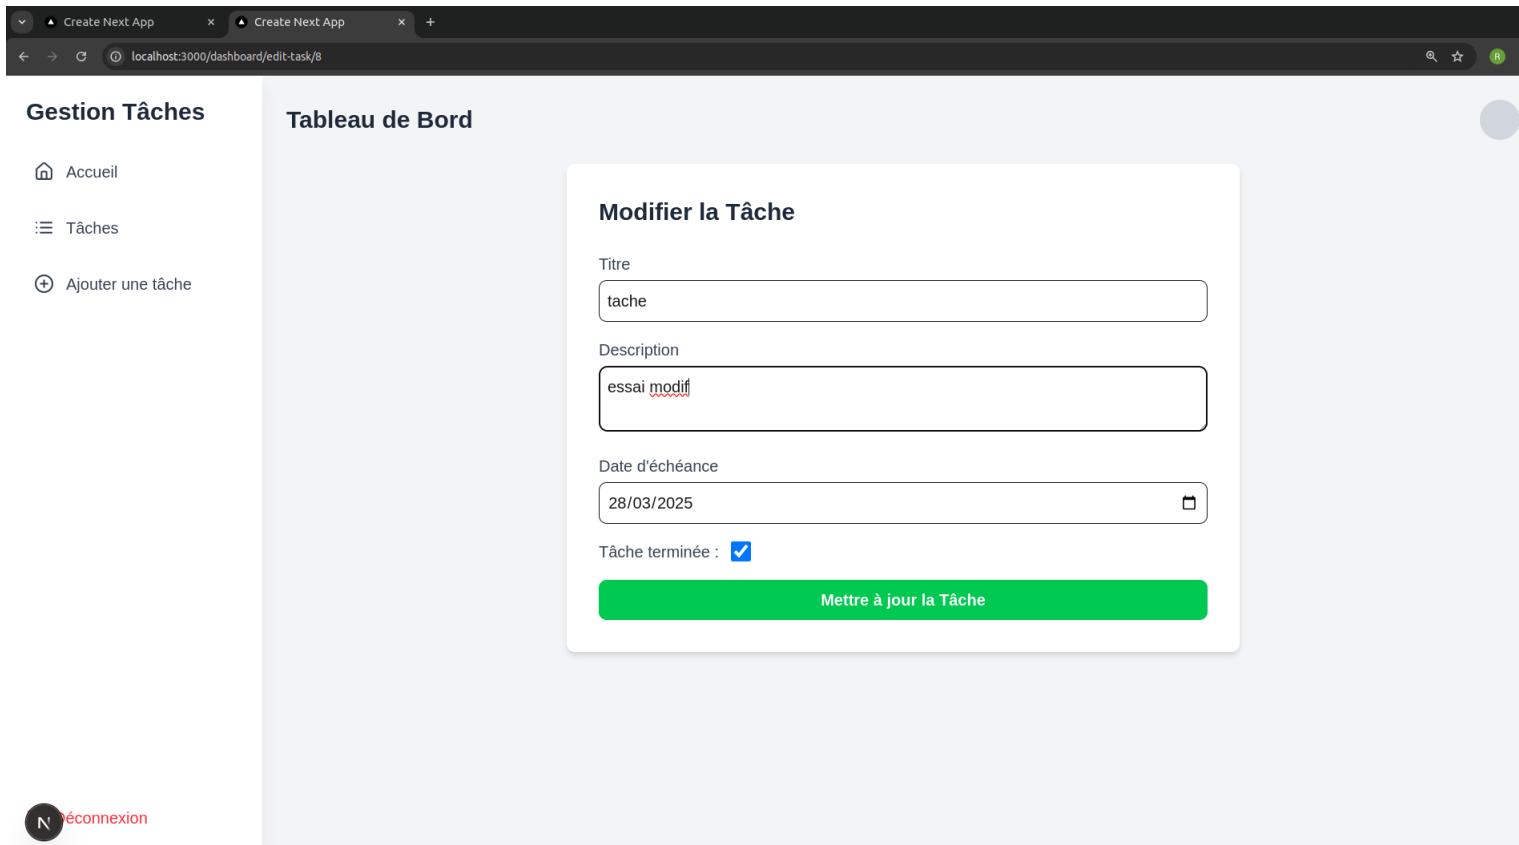 Create Next App
Create Next App
localhost:3000/dashboard/edit-task/8
R
Gestion Tâches
Accueil
Tâches
Ajouter une tâche
Tableau de Bord
Modifier la Tâche
Titre
tache
Description
essai modif
Date d'échéance
28/03/2025
Tâche terminée :
Mettre à jour la Tâche
N
Déconnexion